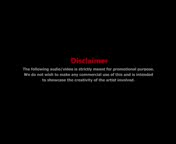 Disclaimer
The following audio/video is strictly meant for promotional purpose.
We do not wish to make any commercial use of this and is intended
to showcase the creativity of the artist involved.